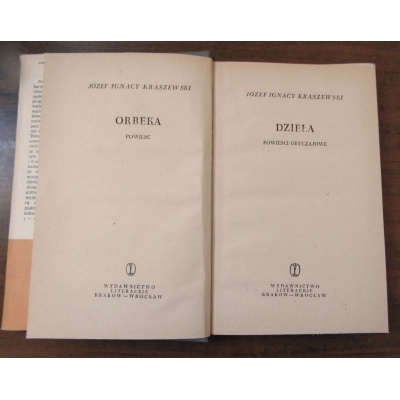 JÓZEF IGNACY KRASZEWSKI
ORBEKA
POWIEŚĆ
WYDAWNICTWO
LITERACKIE
KRAKÓW—WROCŁAW
JÓZEF IGNACY KRASZEWSKI
DZIEŁA
POWIEŚCI OBYCZAJOWE
WYDAWNICTWO
LITERACKIE
KRAKÓW—WROCŁAW